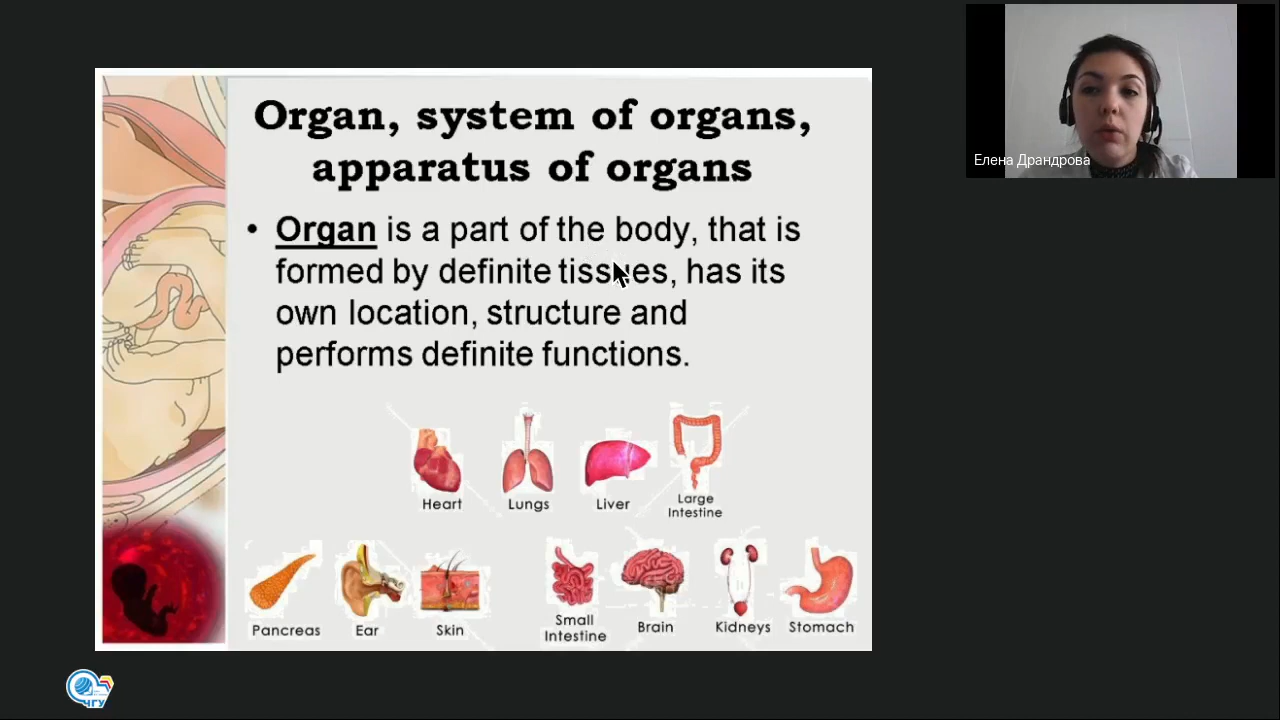 Organ, system of organs,
apparatus of organs
• Organ is a part of the body, that is
formed by definite tissues, has its
own location, structure and
performs definite functions.
Heart
Lungs
Liver
Large
Intestine
Pancreas
Ear
Skin
Small
Intestine
Brain
Kidneys
Stomach
Елена Драндрова
ЧГУ